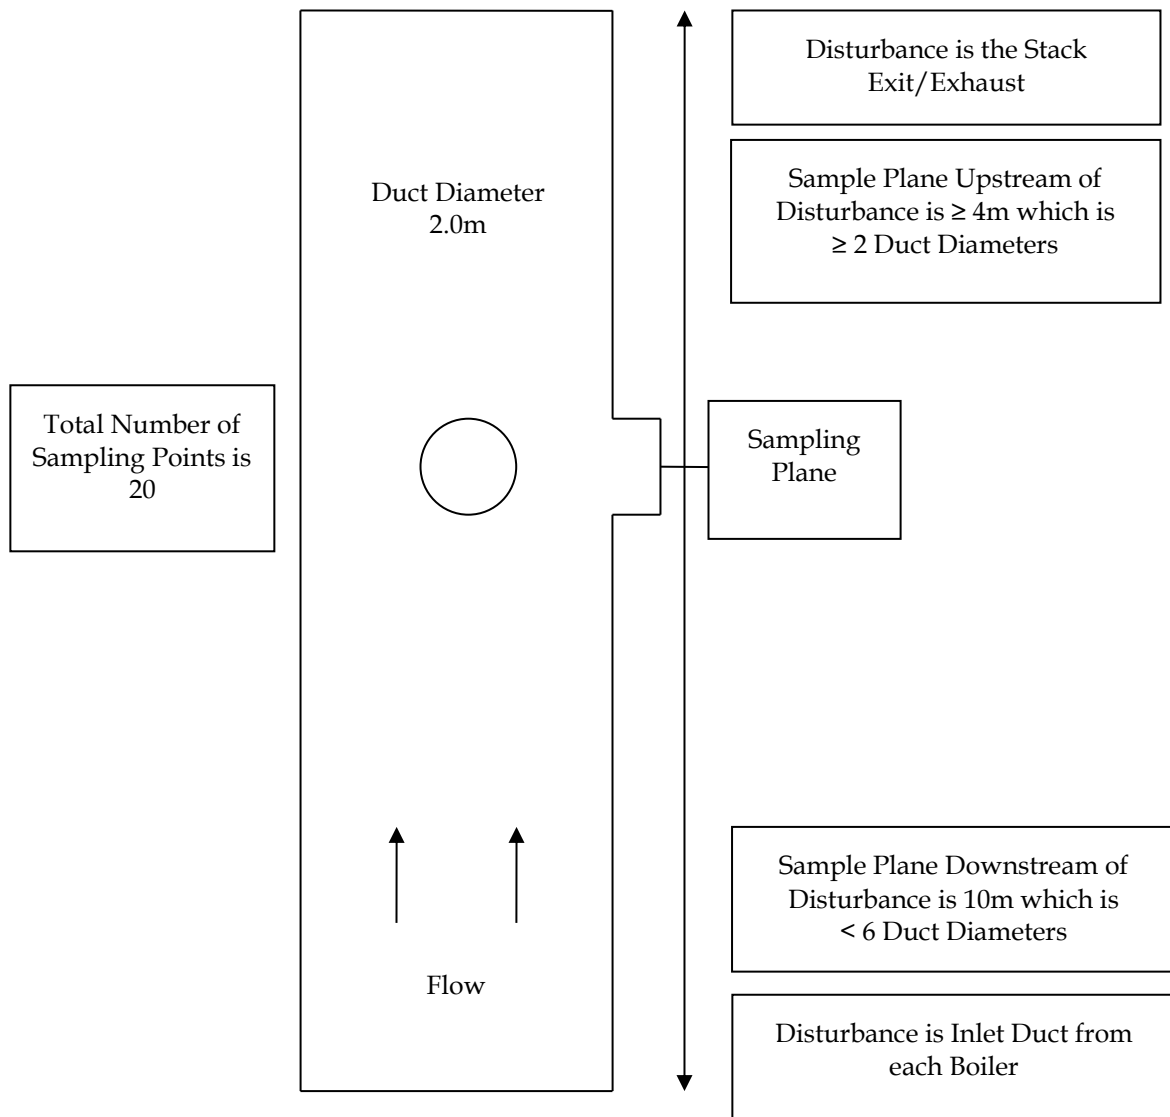 Disturbance is the Stack
Exit/Exhaust
Sample Plane Upstream of
Disturbance is ≥ 4m which is
≥ 2 Duct Diameters
Duct Diameter
2.0m
Total Number of
Sampling Points is
20
Sampling
Plane
Sample Plane Downstream of
Disturbance is 10m which is
< 6 Duct Diameters
Flow
Disturbance is Inlet Duct from
each Boiler